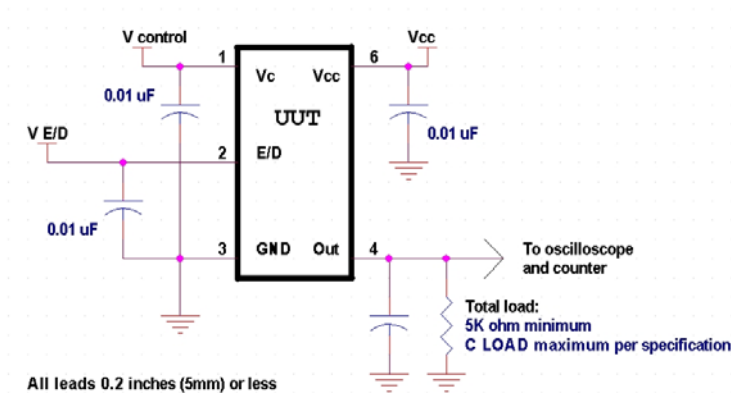 V control
Vcc
1
6
Vc
Vcc
0.01 uF
UUT
0.01 uF
V E/D
2
E/D
0.01 uF
3
GND
Out
4
To oscilloscope
and counter
Total load:
5K ohm minimum
C LOAD maximum per specification
All leads 0.2 inches (5mm) or less